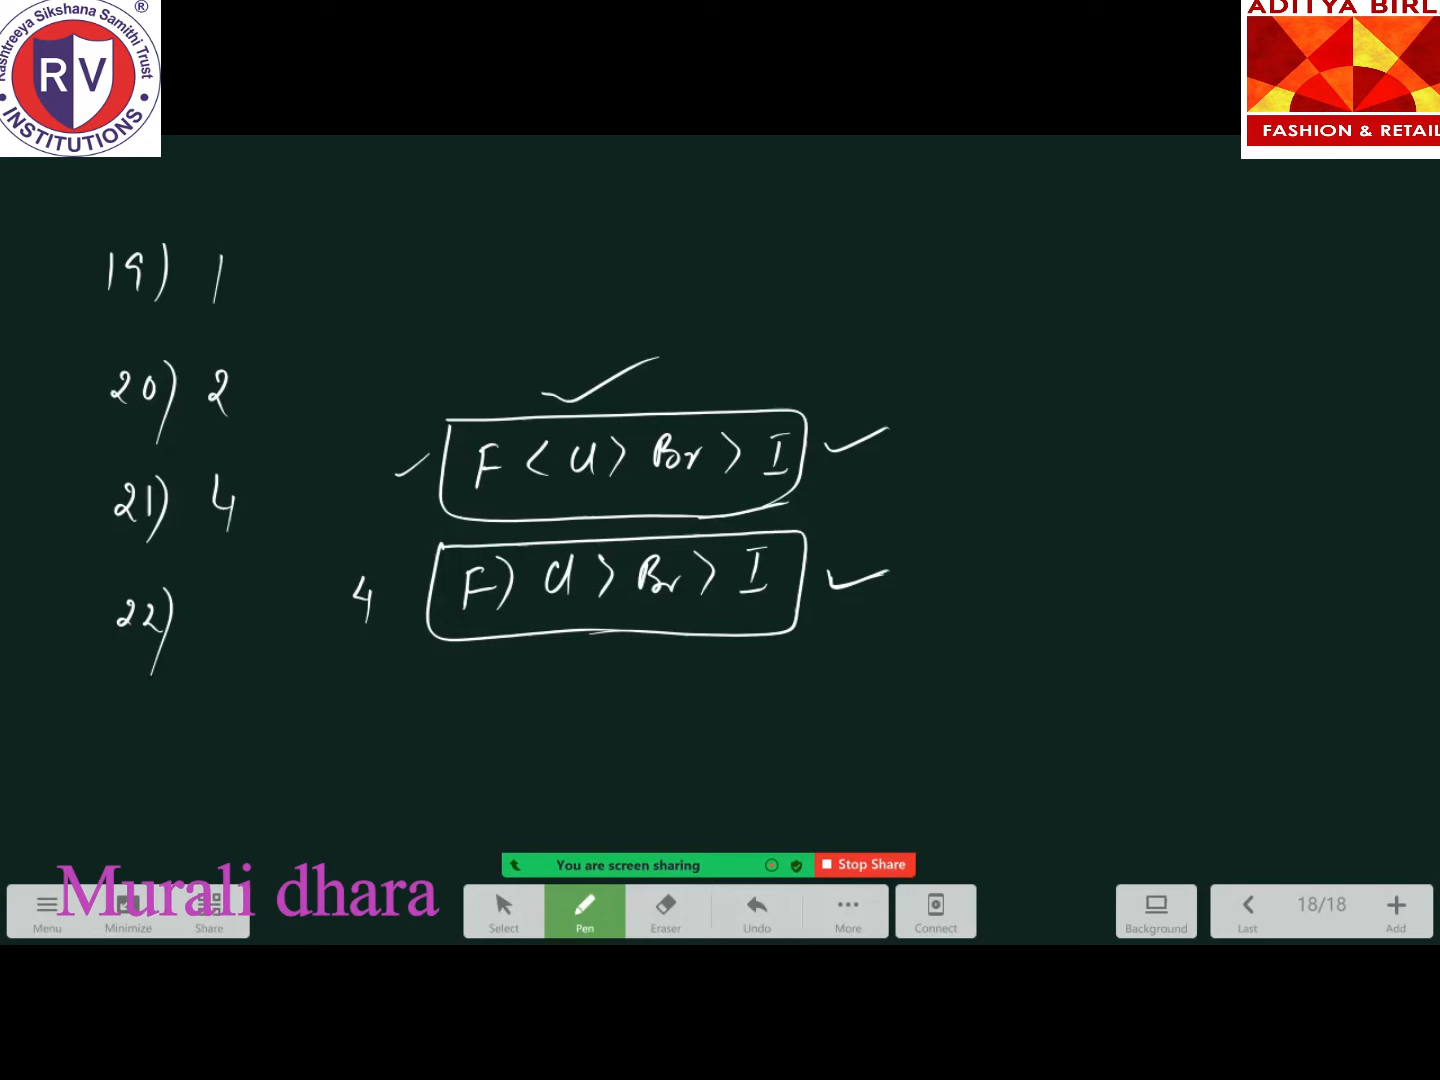 Rashtreeya Sikshana Samithi Trust ®
RV
• INSTITUTIONS •
ADITYA BIRL
FASHION & RETAIL
19) 1
20) 2
F < Cl > Br > I
21) 4
4 F > Cl > Br > I
22)
You are screen sharing Stop Share
Murali dhara
Menu Minimize Share Select Pen Eraser Undo More Connect Background Last 18/18 Add